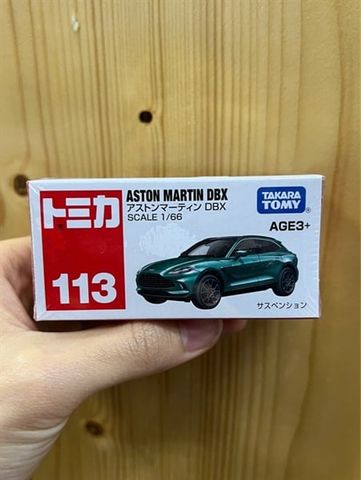 トミカ
113
ASTON MARTIN DBX
アストンマーティン DBX
SCALE 1/66
TAKARA
TOMY
AGE3+
サスペンション